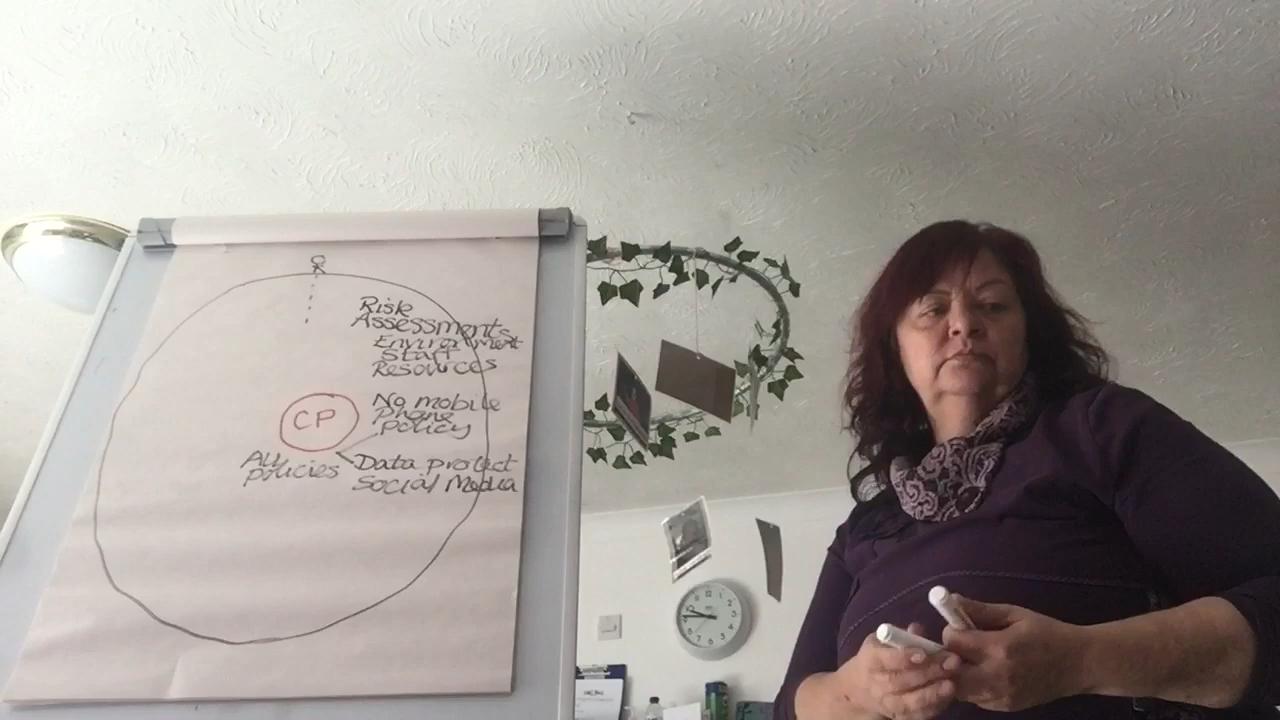 Risk
Assessments
Environment
Staff
Resources
CP
No mobile
Phone
Policy
All
policies
Data protect
Social Media